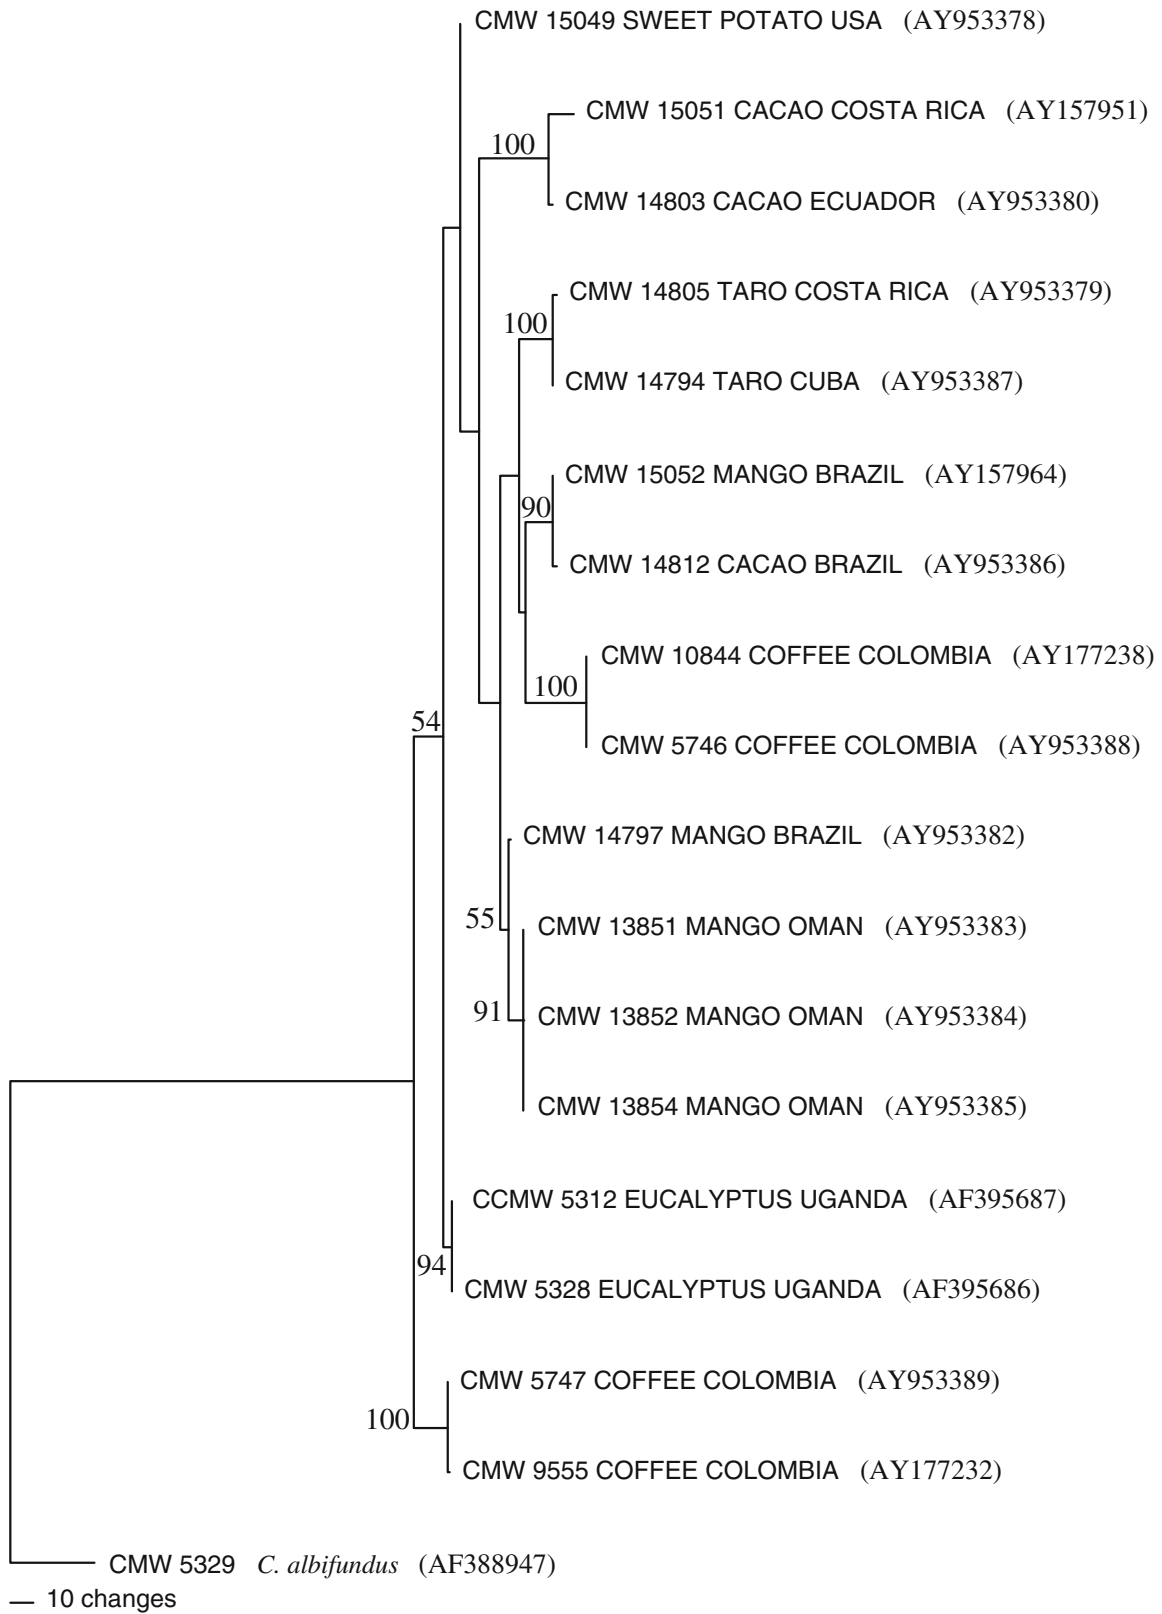 CMW 15049 SWEET POTATO USA (AY953378)
CMW 15051 CACAO COSTA RICA (AY157951)
100
CMW 14803 CACAO ECUADOR (AY953380)
CMW 14805 TARO COSTA RICA (AY953379)
100
CMW 14794 TARO CUBA (AY953387)
CMW 15052 MANGO BRAZIL (AY157964)
90
CMW 14812 CACAO BRAZIL (AY953386)
CMW 10844 COFFEE COLOMBIA (AY177238)
100
54
CMW 5746 COFFEE COLOMBIA (AY953388)
CMW 14797 MANGO BRAZIL (AY953382)
55
CMW 13851 MANGO OMAN (AY953383)
91
CMW 13852 MANGO OMAN (AY953384)
CMW 13854 MANGO OMAN (AY953385)
CCMW 5312 EUCALYPTUS UGANDA (AF395687)
94
CMW 5328 EUCALYPTUS UGANDA (AF395686)
CMW 5747 COFFEE COLOMBIA (AY953389)
100
CMW 9555 COFFEE COLOMBIA (AY177232)
CMW 5329 C. albifundus (AF388947)
10 changes